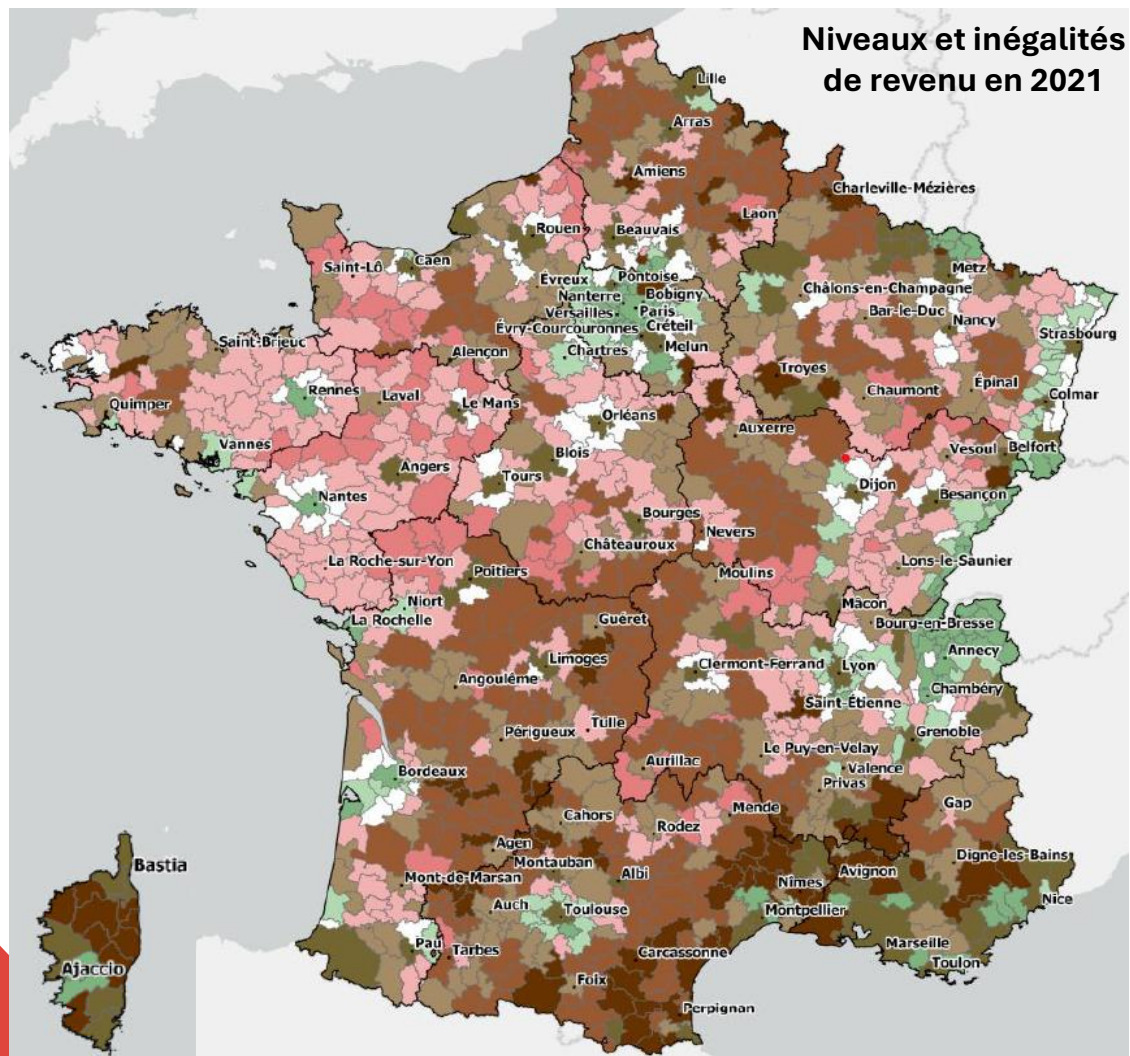 Niveaux et inégalités
de revenu en 2021
Lille
Arras
Amiens
Charleville-Mézières
Laon
Rouen
Beauvais
Caen
Saint-Lô
Évreux
Pontoise
Metz
Nanterre
Bobigny
Châlons-en-Champagne
Versailles
Paris
Bar-le-Duc
Nancy
Évry-Courcouronnes
Créteil
Strasbourg
Saint-Brieuc
Alençon
Chartres
Melun
Troyes
Chaumont
Épinal
Colmar
Quimper
Rennes
Laval
Le Mans
Orléans
Auxerre
Vannes
Vesoul
Belfort
Blois
Angers
Tours
Dijon
Nantes
Besançon
Bourges
Nevers
Châteauroux
La Roche-sur-Yon
Lons-le-Saunier
Poitiers
Moulins
Niort
Mâcon
La Rochelle
Guéret
Bourg-en-Bresse
Annecy
Limoges
Clermont-Ferrand
Lyon
Angoulême
Chambéry
Saint-Étienne
Tulle
Périgueux
Grenoble
Le Puy-en-Velay
Aurillac
Valence
Bordeaux
Privas
Cahors
Mende
Gap
Rodez
Agen
Montauban
Digne-les-Bains
Bastia
Avignon
Mont-de-Marsan
Albi
Nîmes
Nice
Auch
Toulouse
Montpellier
Marseille
Pau
Tarbes
Carcassonne
Toulon
Ajaccio
Foix
Perpignan